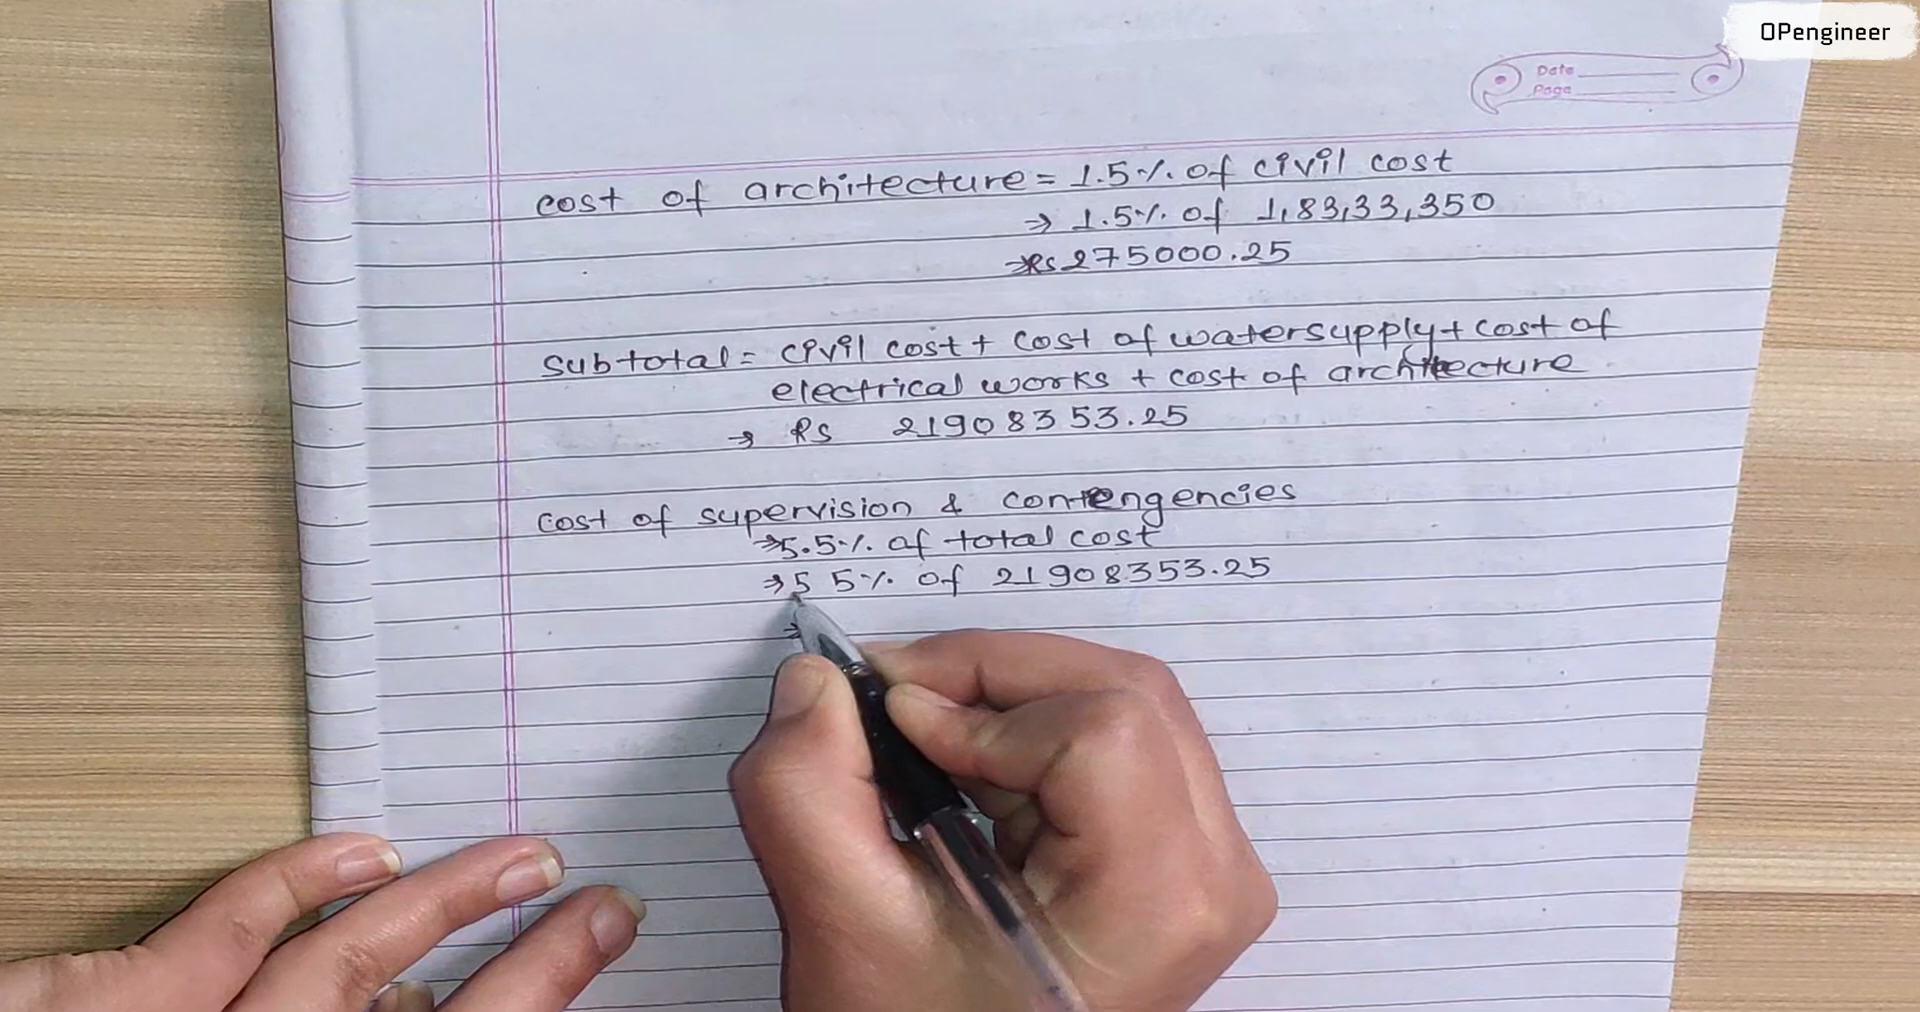 OPengineer
Date
Page
cost of architecture = 1.5% of civil cost
→ 1.5% of 1,83,33,350
→Rs 275000.25
subtotal = civil cost + cost of watersupply + cost of
electrical works + cost of architecture
→ Rs 21908353.25
cost of supervision & contengencies
→5.5% of total cost
→5 5% of 21908353.25
→